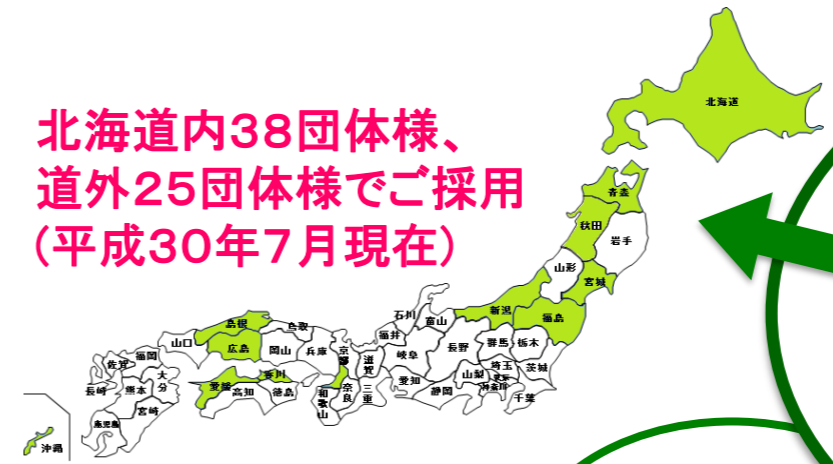 北海道内38団体様、
道外25団体様でご採用
(平成30年7月現在)
北海道
青森
秋田
岩手
山形
宮城
新潟
福島
石川
富山
福井
長野
群馬
栃木
島根
鳥取
山口
広島
岡山
兵庫
京都
滋賀
岐阜
埼玉
茨城
山梨
千葉
愛知
静岡
佐賀
福岡
長崎
熊本
大分
宮崎
鹿児島
愛媛
香川
高知
徳島
和歌山
奈良
三重
沖縄